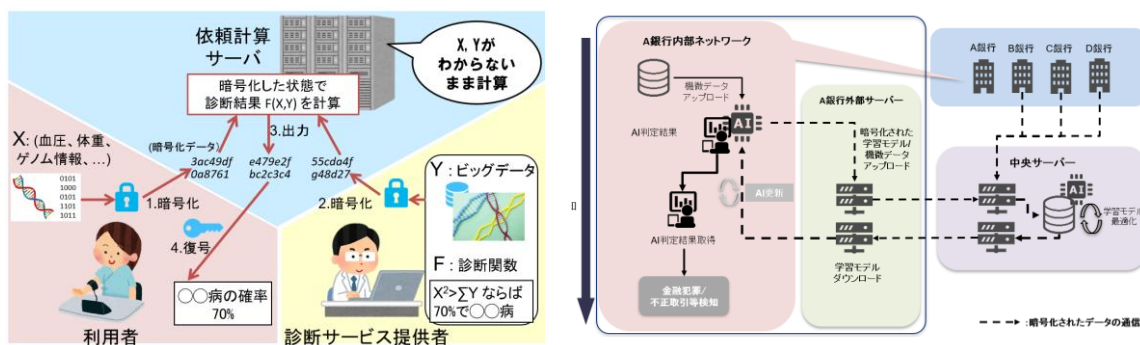 依頼計算
サーバ
X, Yが
わからない
まま計算
暗号化した状態で
診断結果 F(X,Y) を計算
3.出力
X: (血圧、体重、
ゲノム情報、…)
(暗号化データ)
3ac49df
0a8761
e479e2f
bc2c3c4
55cda4f
g48d27
0101
1000
0101
1101
1011
1.暗号化
2.暗号化
Y : ビッグデータ
4.復号
F : 診断関数
X²>∑Y ならば
70%で○○病
○○病の確率
70%
利用者
診断サービス提供者
A銀行内部ネットワーク
機微データ
アップロード
AI判定結果
AI
AI更新
AI判定結果取得
金融犯罪/
不正取引等検知
A銀行外部サーバー
暗号化された
学習モデル/
機微データ
アップロード
学習モデル
ダウンロード
A銀行
B銀行
C銀行
D銀行
中央サーバー
AI
学習モデル
最適化
:暗号化されたデータの通信